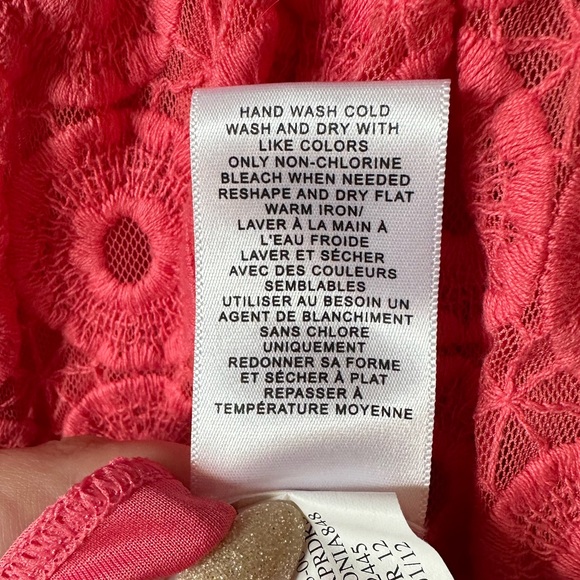 HAND WASH COLD
WASH AND DRY WITH
LIKE COLORS
ONLY NON-CHLORINE
BLEACH WHEN NEEDED
RESHAPE AND DRY FLAT
WARM IRON/
LAVER À LA MAIN À
L'EAU FROIDE
LAVER ET SÉCHER
AVEC DES COULEURS
SEMBLABLES
UTILISER AU BESOIN UN
AGENT DE BLANCHIMENT
SANS CHLORE
UNIQUEMENT
REDONNER SA FORME
ET SÉCHER À PLAT
REPASSER À
TEMPÉRATURE MOYENNE